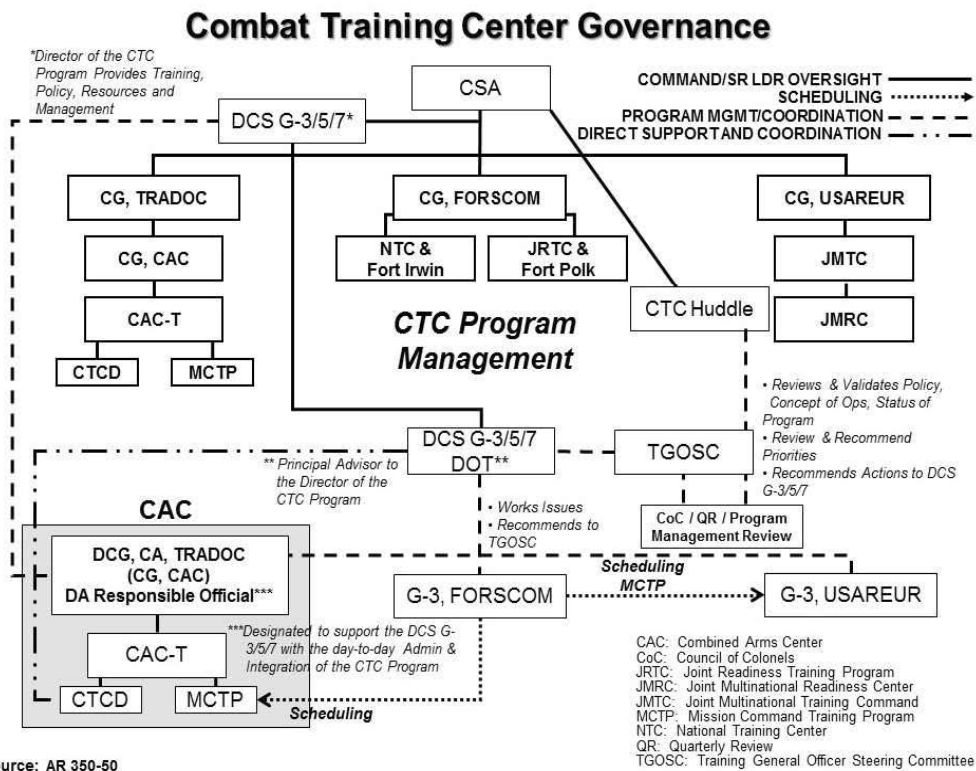 Combat Training Center Governance
*Director of the CTC
Program Provides Training,
Policy, Resources and
Management
CSA
DCS G-3/5/7*
COMMAND/SR LDR OVERSIGHT
SCHEDULING
PROGRAM MGMT/COORDINATION
DIRECT SUPPORT AND COORDINATION
CG, TRADOC
CG, FORSCOM
CG, USAREUR
CG, CAC
NTC &
Fort Irwin
JRTC &
Fort Polk
JMTC
CAC-T
CTC Huddle
JMRC
CTC Program
Management
CTCD
MCTP
• Reviews & Validates Policy,
Concept of Ops, Status of
Program
• Review & Recommend
Priorities
• Recommends Actions to DCS
G-3/5/7
DCS G-3/5/7
DOT**
TGOSC
** Principal Advisor to
the Director of the
CTC Program
• Works Issues
• Recommends to
TGOSC
CoC / QR / Program
Management Review
CAC
DCG, CA, TRADOC
(CG, CAC)
DA Responsible Official***
G-3, FORSCOM
Scheduling
MCTP
G-3, USAREUR
***Designated to support the DCS G-
3/5/7 with the day-to-day Admin &
Integration of the CTC Program
CAC-T
CTCD
MCTP
Scheduling
CAC: Combined Arms Center
CoC: Council of Colonels
JRTC: Joint Readiness Training Program
JMRC: Joint Multinational Readiness Center
JMTC: Joint Multinational Training Command
MCTP: Mission Command Training Program
NTC: National Training Center
QR: Quarterly Review
TGOSC: Training General Officer Steering Committee
urce: AR 350-50